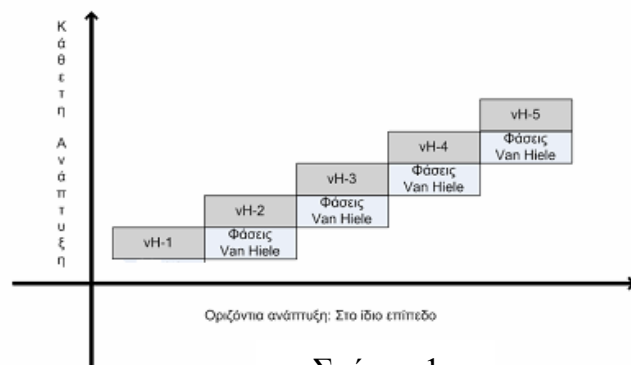 Κάθετη Ανάπτυξη
vH-5
Φάσεις
Van Hiele
vH-4
Φάσεις
Van Hiele
vH-3
Φάσεις
Van Hiele
vH-2
Φάσεις
Van Hiele
vH-1
Οριζόντια ανάπτυξη: Στο ίδιο επίπεδο